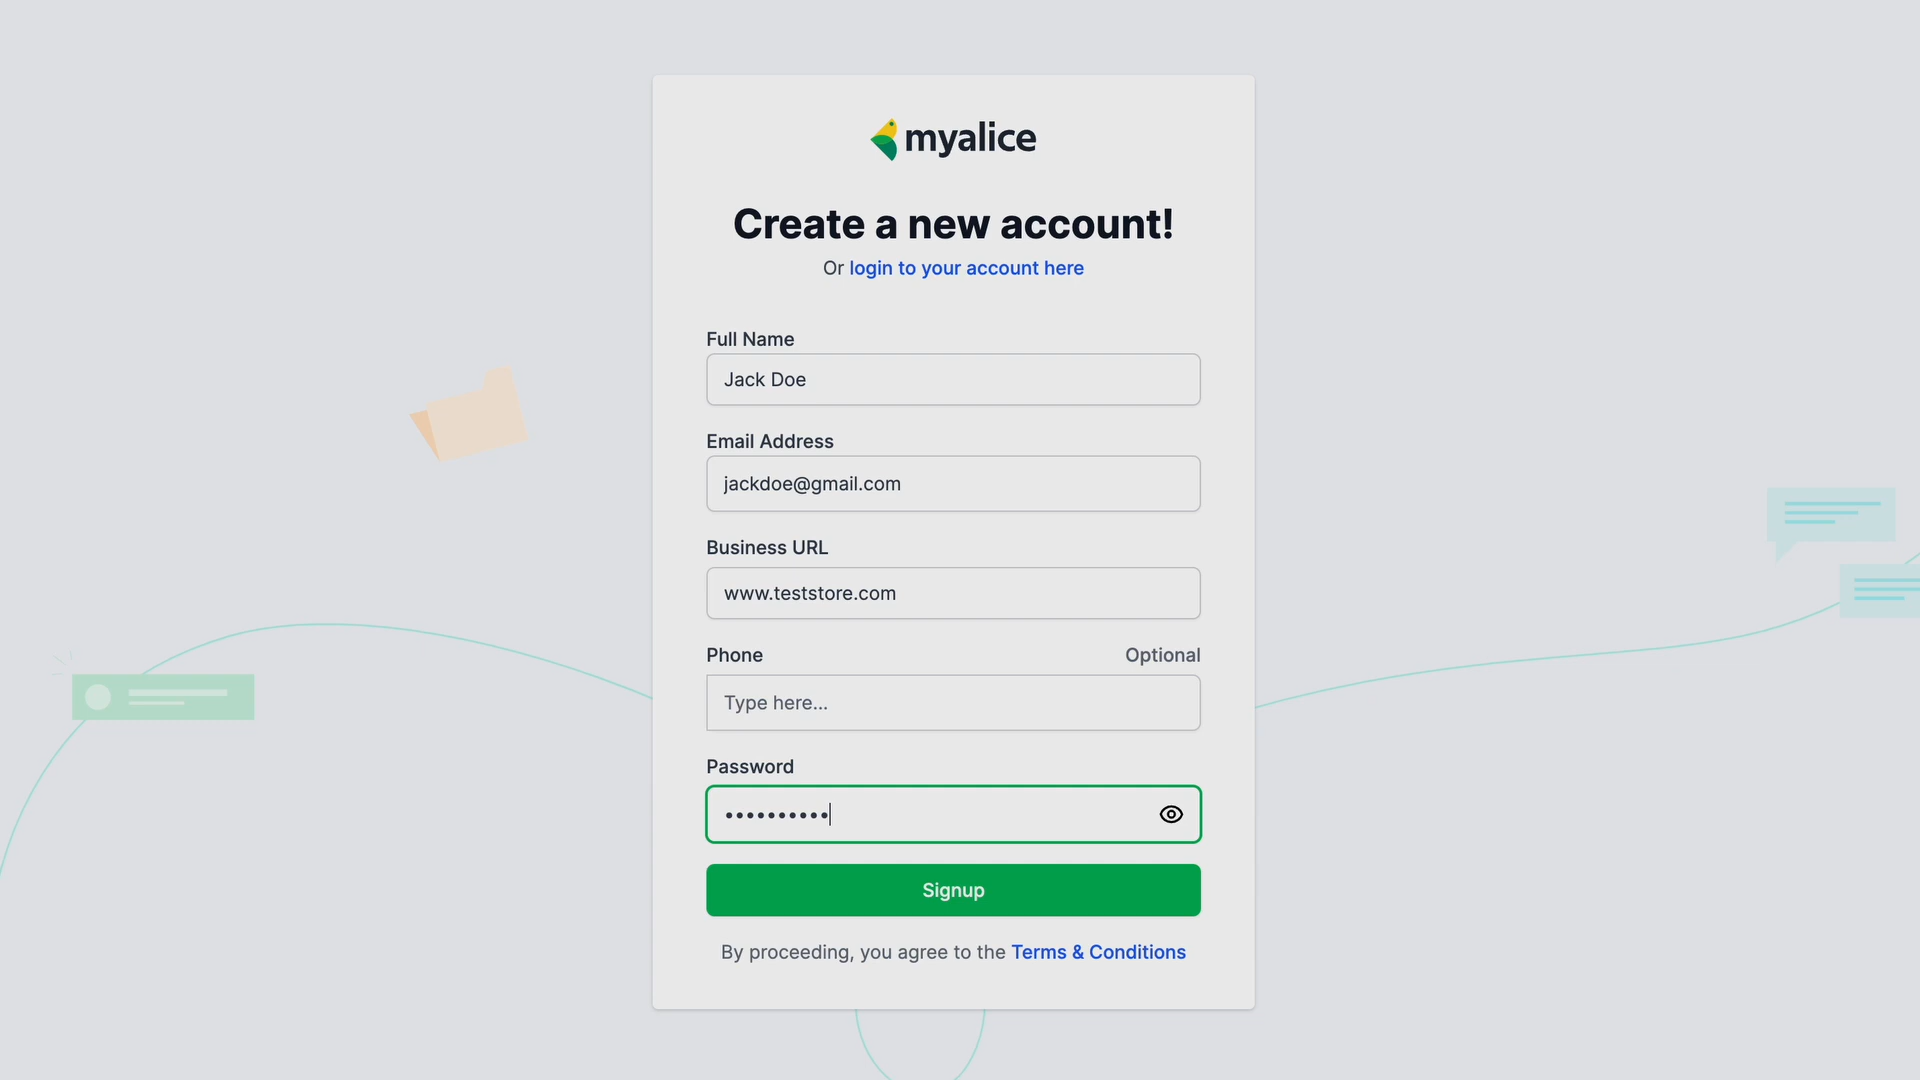 myalice
Create a new account!
Or login to your account here
Full Name
Jack Doe
Email Address
jackdoe@gmail.com
Business URL
www.teststore.com
Phone Optional
Type here...
Password
••••••••••
Signup
By proceeding, you agree to the Terms & Conditions